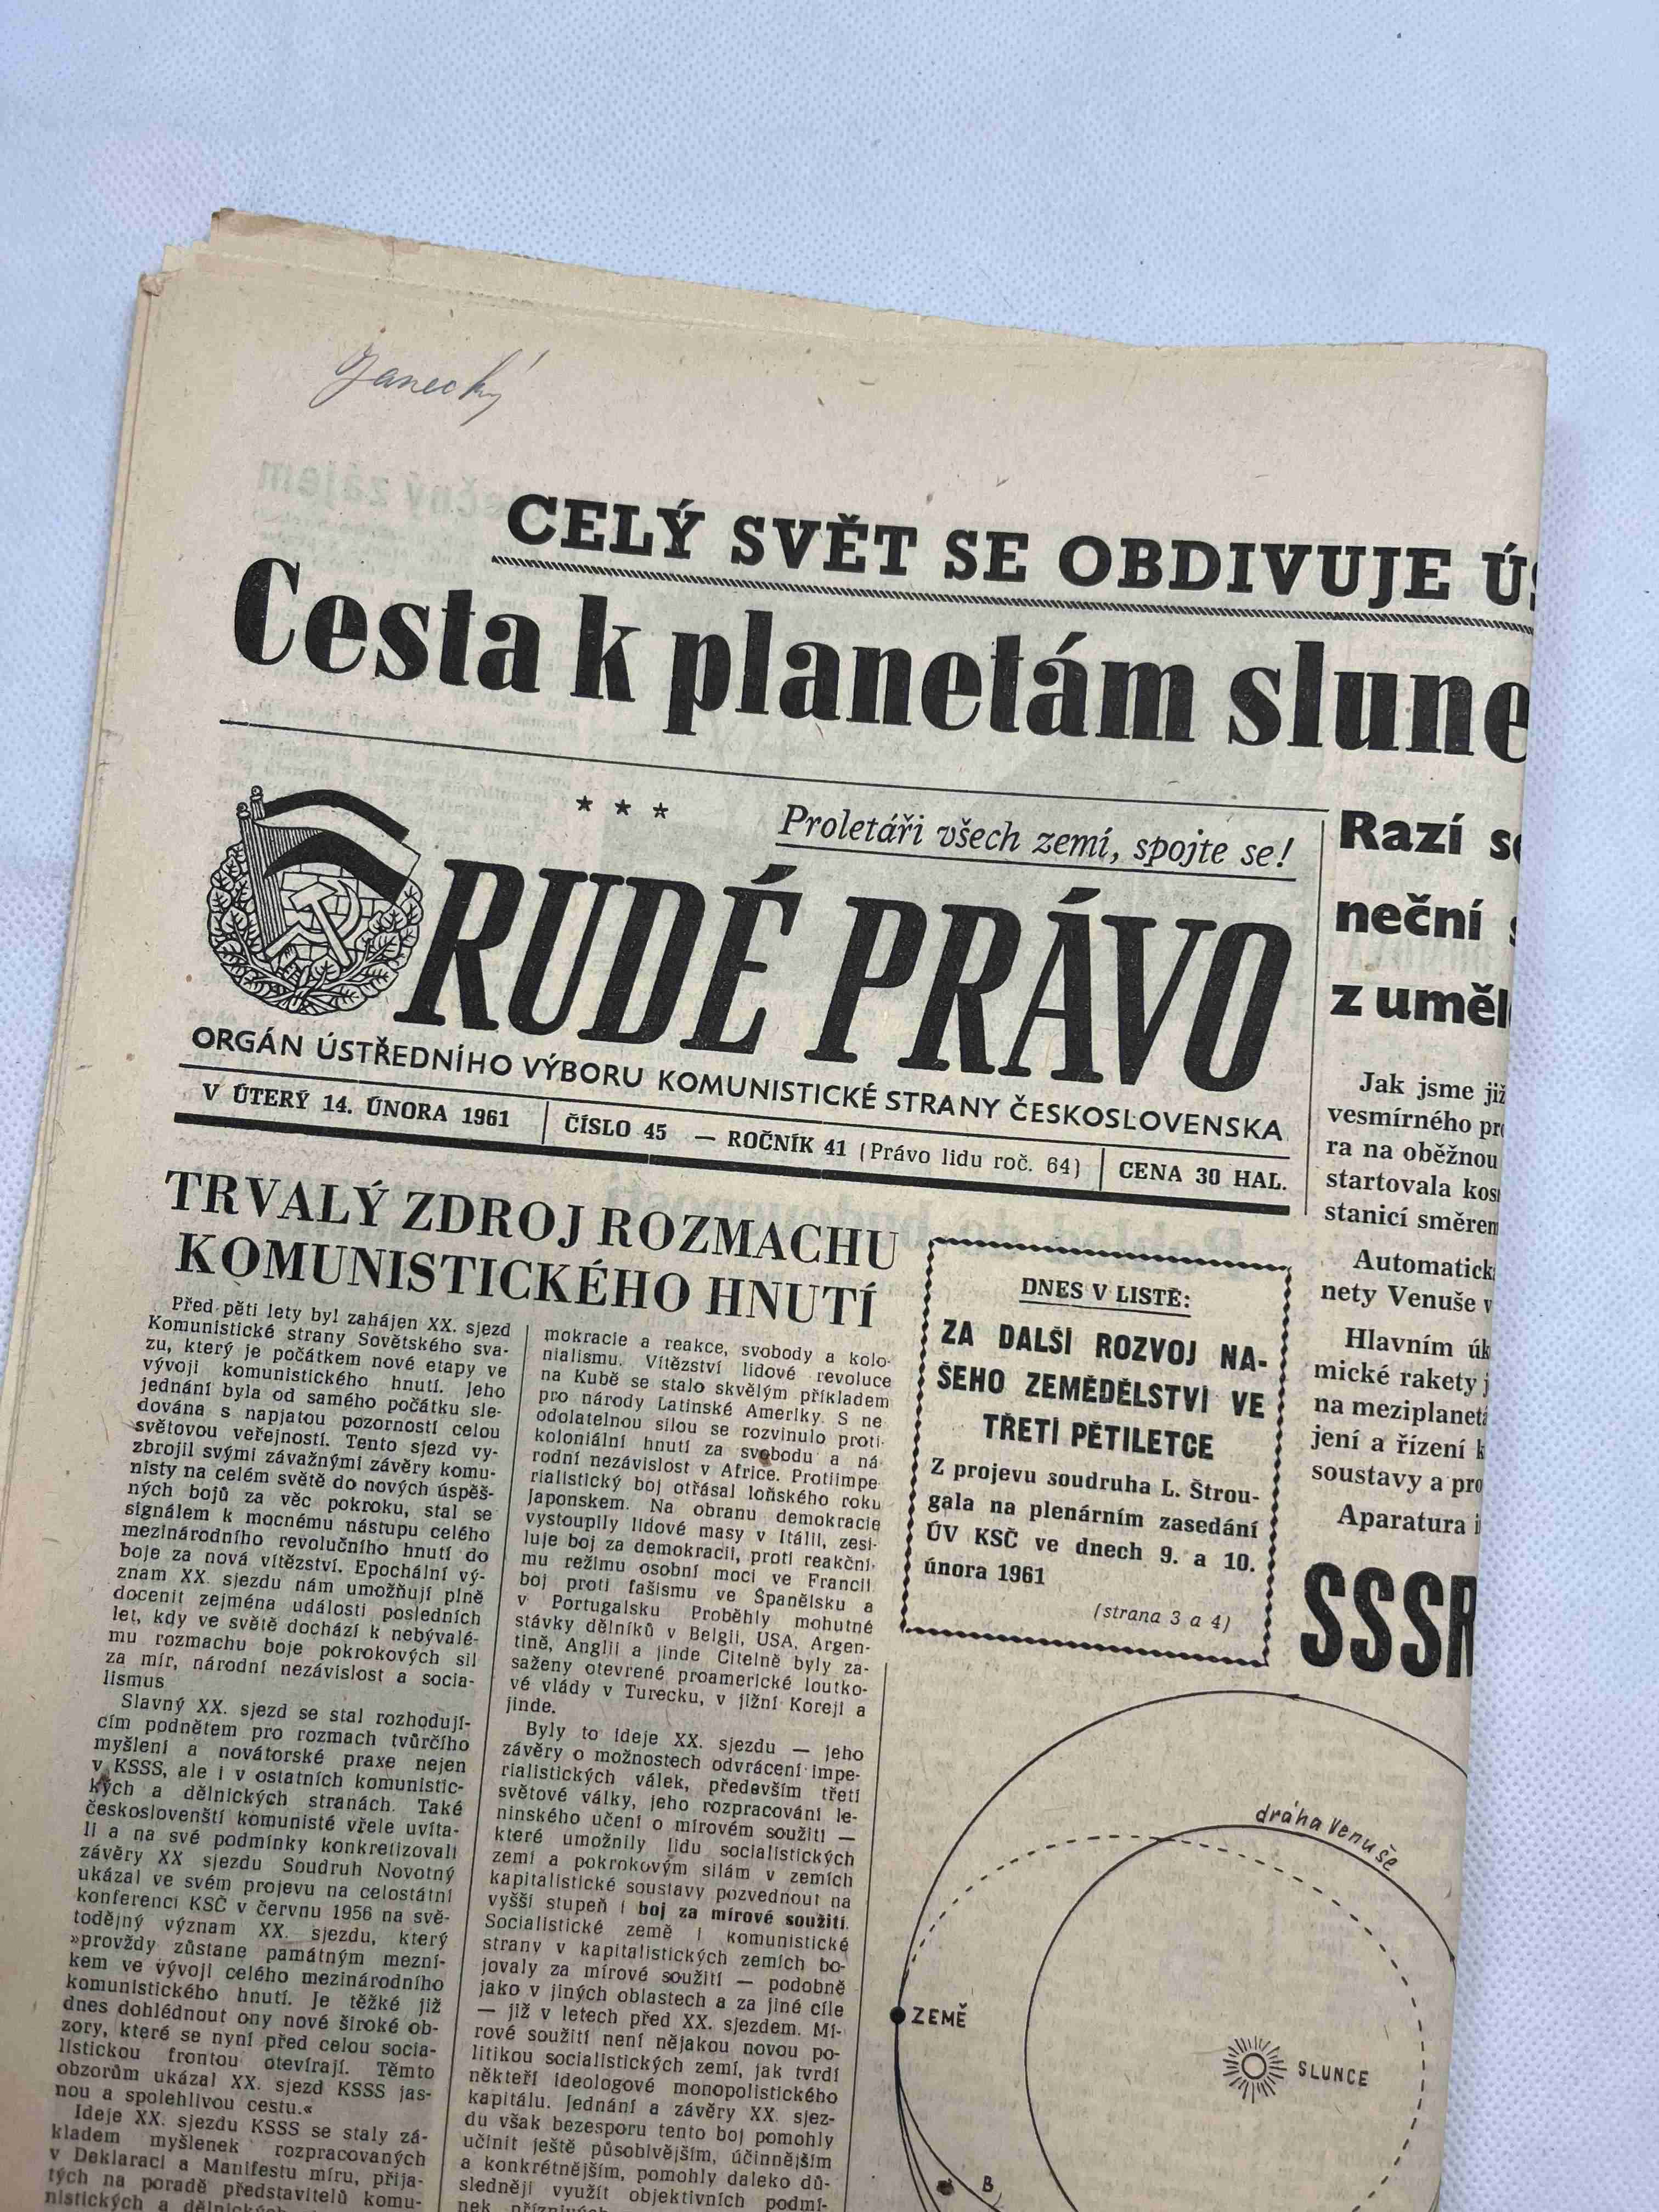 Janecký
CELÝ SVĚT SE OBDIVUJE
Cesta k planetám
* * *
Proletáři všech zemí, spojte se!
RUDÉ PRÁVO
ORGÁN ÚSTŘEDNÍHO VÝBORU KOMUNISTICKÉ STRANY ČESKOSLOVENSKA
V ÚTERÝ 14. ÚNORA 1961
ČÍSLO 45 — ROČNÍK 41 (Právo lidu roč. 64)
CENA 30 HAL.
TRVALÝ ZDROJ ROZMACHU
KOMUNISTICKÉHO HNUTÍ
Před pěti lety byl zahájen XX. sjezd
Komunistické strany Sovětského sva-
zu, který je počátkem nové etapy ve
vývoji komunistického hnutí. Jeho
jednání byla od samého počátku sle-
dována s napjatou pozorností celou
světovou veřejností. Tento sjezd vy-
zbrojil svými závažnými závěry komu-
nisty na celém světě do nových úspěš-
ných bojů za věc pokroku, stal se
signálem k mocnému nástupu celého
mezinárodního revolučního hnutí do
boje za nová vítězství. Epochální vý-
znam XX. sjezdu nám umožňují plně
docenit zejména události posledních
let, kdy ve světě dochází k nebývalé-
mu rozmachu boje pokrokových sil
za mír, národní nezávislost a socia-
lismus
Slavný XX. sjezd se stal rozhodují-
cím podnětem pro rozmach tvůrčího
myšlení a novátorské praxe nejen
v KSSS, ale i v ostatních komunistic-
kých a dělnických stranách. Také
českoslovenští komunisté vřele uvíta-
li a na své podmínky konkretizovali
závěry XX sjezdu Soudruh Novotný
ukázal ve svém projevu na celostátní
konferenci KSČ v červnu 1956 na svě-
todějný význam XX. sjezdu, který
»provždy zůstane památným mezní-
kem ve vývoji celého mezinárodního
komunistického hnutí. Je těžké již
dnes dohlédnout ony nové široké ob-
zory, které se nyní před celou socia-
listickou frontou otevírají. Těmto
obzorům ukázal XX. sjezd KSSS jas-
nou a spolehlivou cestu.«
Ideje XX. sjezdu KSSS se staly zá-
kladem myšlenek rozpracovaných
v Deklaraci a Manifestu míru, přija-
tých na poradě představitelů komu-
nistických a dělnických
mokracie a reakce, svobody a kolo-
nialismu. Vítězství lidové revoluce
na Kubě se stalo skvělým příkladem
pro národy Latinské Ameriky. S ne
odolatelnou silou se rozvinulo proti-
koloniální hnutí za svobodu a ná-
rodní nezávislost v Africe. Protiimpe
rialistický boj otřásal loňského roku
Japonskem. Na obranu demokracie
vystoupily lidové masy v Itálii, zesi-
luje boj za demokracii, proti reakční-
mu režimu osobní moci ve Francii
boj proti fašismu ve Španělsku a
v Portugalsku Proběhly mohutné
stávky dělníků v Belgii, USA, Argen-
tině, Anglii a jinde Citelně byly za-
saženy otevřené proamerické loutko-
vé vlády v Turecku, v jižní Koreji a
jinde.
Byly to ideje XX. sjezdu — jeho
závěry o možnostech odvrácení impe-
rialistických válek, především třetí
světové války, jeho rozpracování le-
ninského učení o mírovém soužití —
které umožnily lidu socialistických
zemí a pokrokovým silám v zemích
kapitalistické soustavy pozvednout na
vyšší stupeň i boj za mírové soužití.
Socialistické země i komunistické
strany v kapitalistických zemích bo-
jovaly za mírové soužití — podobně
jako v jiných oblastech a za jiné cíle
— již v letech před XX. sjezdem. Mí-
rové soužití není nějakou novou po-
litikou socialistických zemí, jak tvrdí
někteří ideologové monopolistického
kapitálu. Jednání a závěry XX. sjez-
du však bezesporu tento boj pomohly
učinit ještě působivějším, účinnějším
a konkrétnějším, pomohly daleko dů-
sledněji využít objektivních podmí-
DNES V LISTĚ:
ZA DALŠÍ ROZVOJ NA-
ŠEHO ZEMĚDĚLSTVÍ VE
TŘETÍ PĚTILETCE
Z projevu soudruha L. Štrou-
gala na plenárním zasedání
ÚV KSČ ve dnech 9. a 10.
února 1961
(strana 3 a 4)
Razí
neční
z
Jak jsme již
vesmírného
ra na oběžnou
startovala
stanicí směrem
nety Venuše
Hlavním
mické rakety
na
jení a řízení
soustavy a
Aparatura
SSSR
dráha Venuše
ZEMĚ
SLUNCE
B